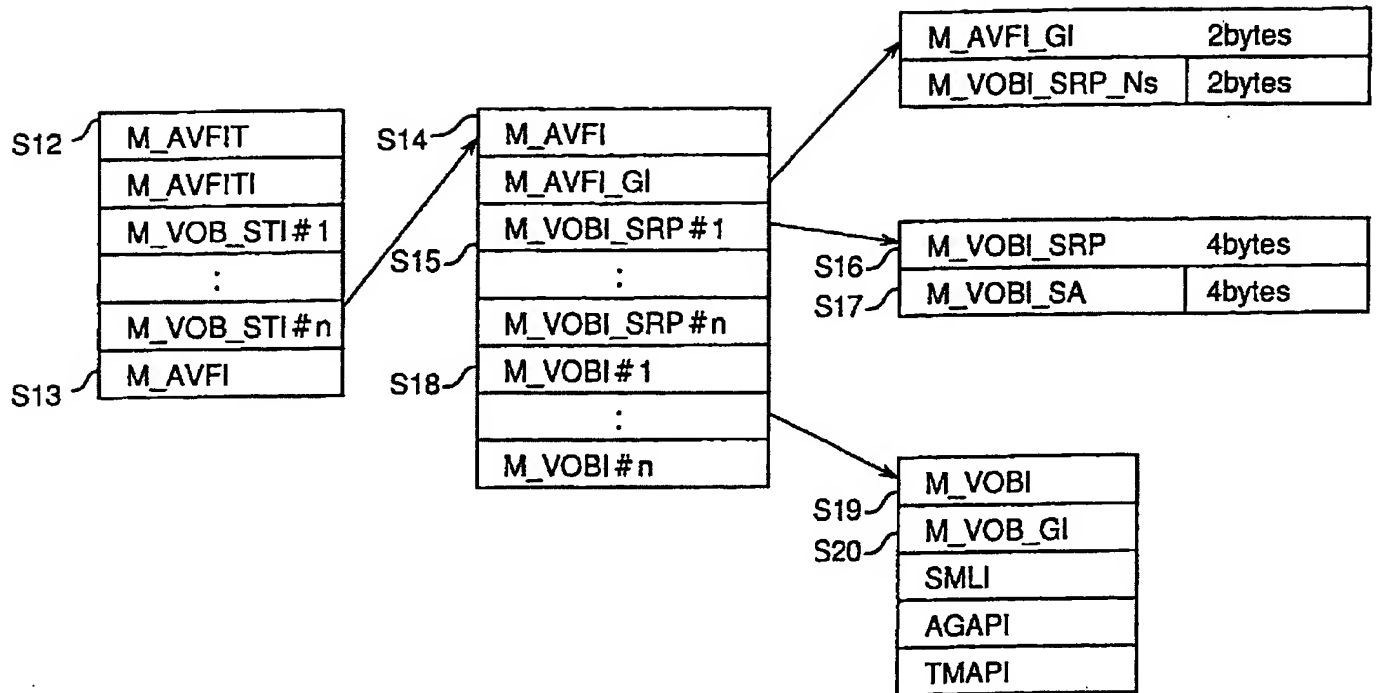 S12
M_AVFIT
M_AVFITI
M_VOB_STI#1
:
M_VOB_STI#n
S13
M_AVFI
S14
M_AVFI
M_AVFI_GI
S15
M_VOBI_SRP#1
:
M_VOBI_SRP#n
S18
M_VOBI#1
:
M_VOBI#n
M_AVFI_GI 2bytes
M_VOBI_SRP_Ns 2bytes
S16
M_VOBI_SRP 4bytes
S17
M_VOBI_SA 4bytes
S19
M_VOBI
S20
M_VOB_GI
SMLI
AGAPI
TMAPI